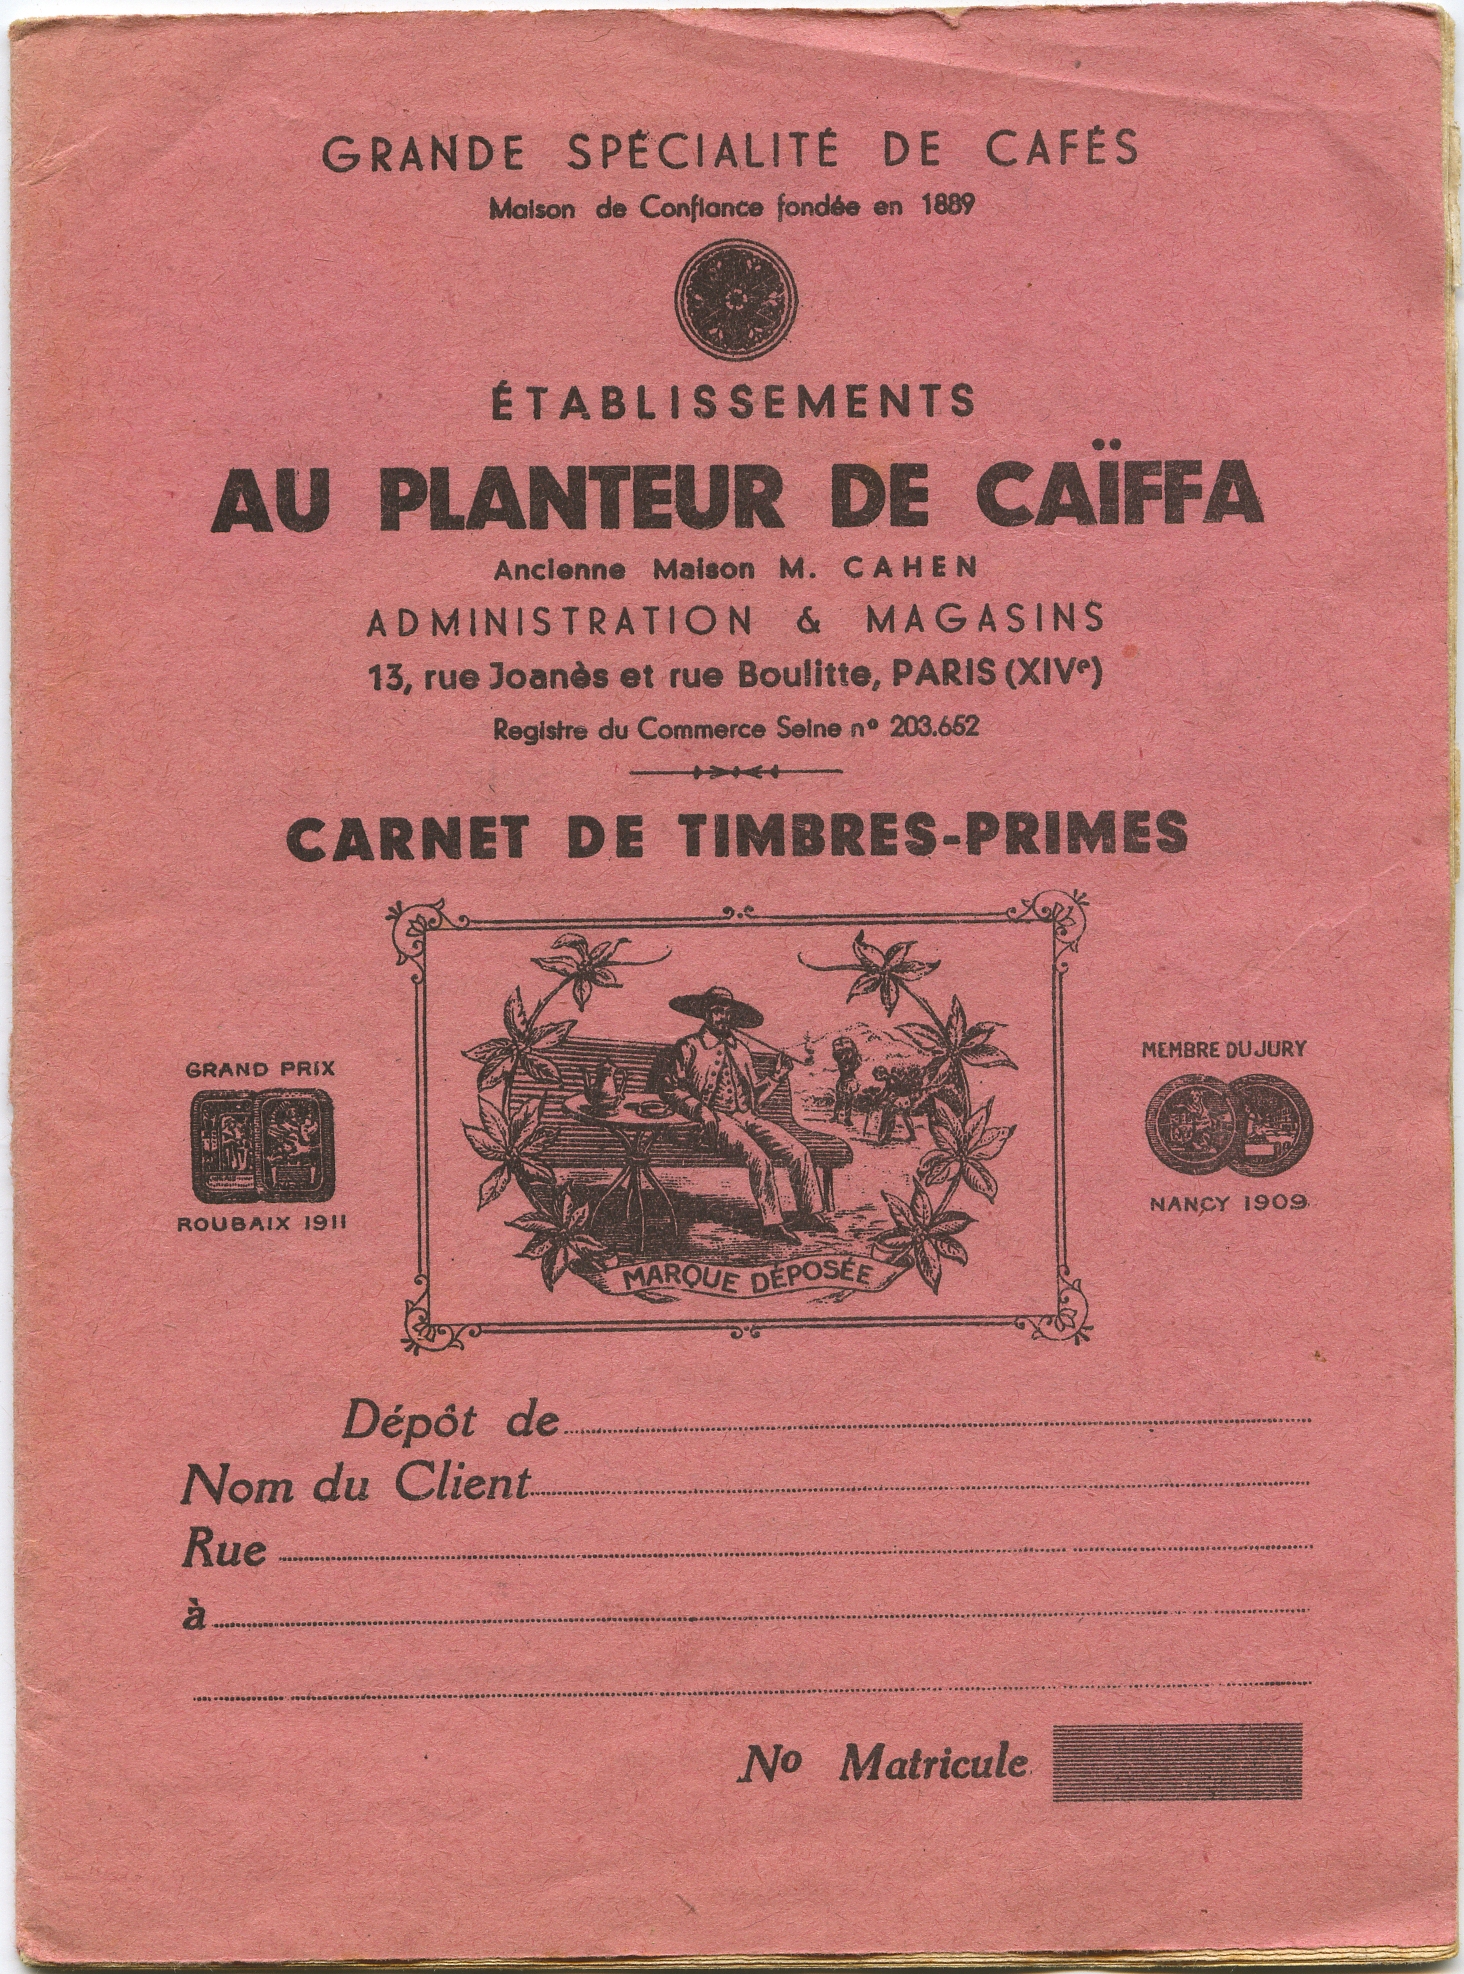 GRANDE SPÉCIALITÉ DE CAFÉS
Maison de Confiance fondée en 1889
ÉTABLISSEMENTS
AU PLANTEUR DE CAÏFFA
Ancienne Maison M. CAHEN
ADMINISTRATION & MAGASINS
13, rue Joanès et rue Boulitte, PARIS (XIVe)
Registre du Commerce Seine nº 203.652
CARNET DE TIMBRES-PRIMES
GRAND PRIX
ROUBAIX 1911
MARQUE DÉPOSÉE
MEMBRE DU JURY
NANCY 1909
Dépôt de
Nom du Client
Rue
à
No Matricule